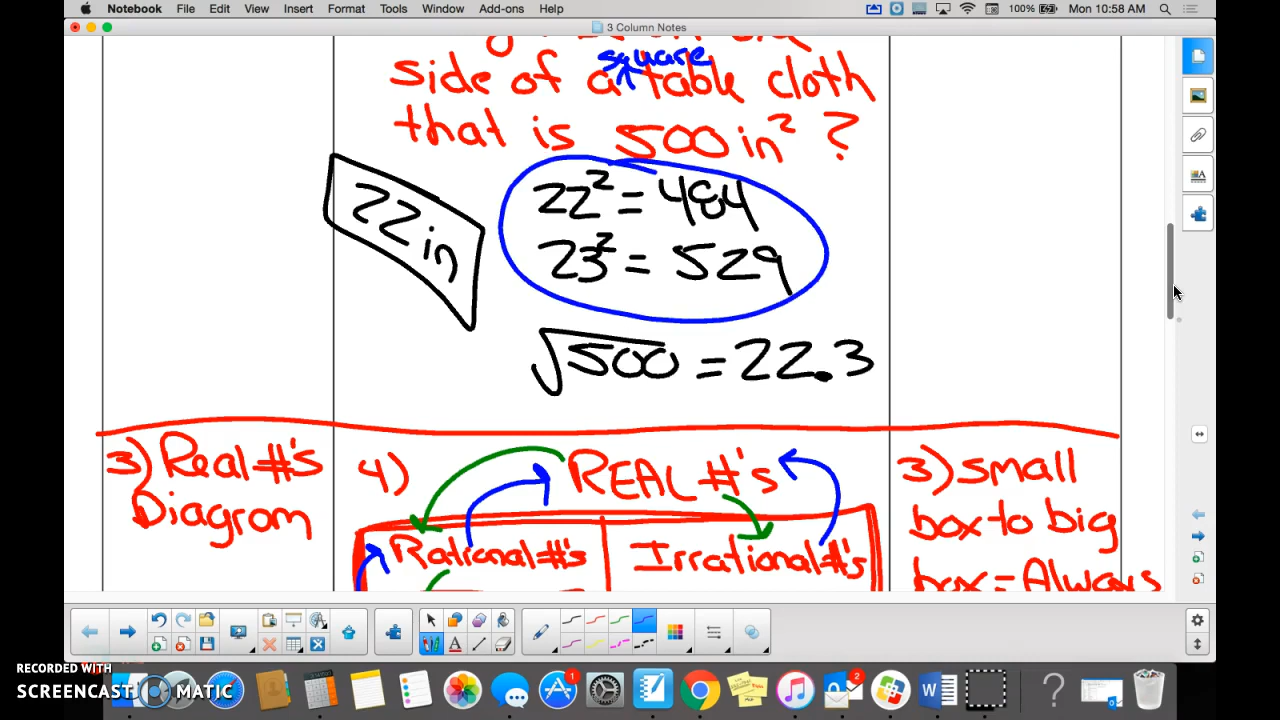 Notebook File Edit View Insert Format Tools Window Add-ons Help 100% Mon 10:58 AM
3 Column Notes
square
side of a table cloth
that is 500 in² ?
22² = 484
22 in
23² = 529
√500 = 22.3
3) Real #'s
Diagram
4) REAL #'s
Rational #'s
Irrational #'s
3) small
box to big
box = Always
RECORDED WITH
SCREENCAST MATIC
1
2